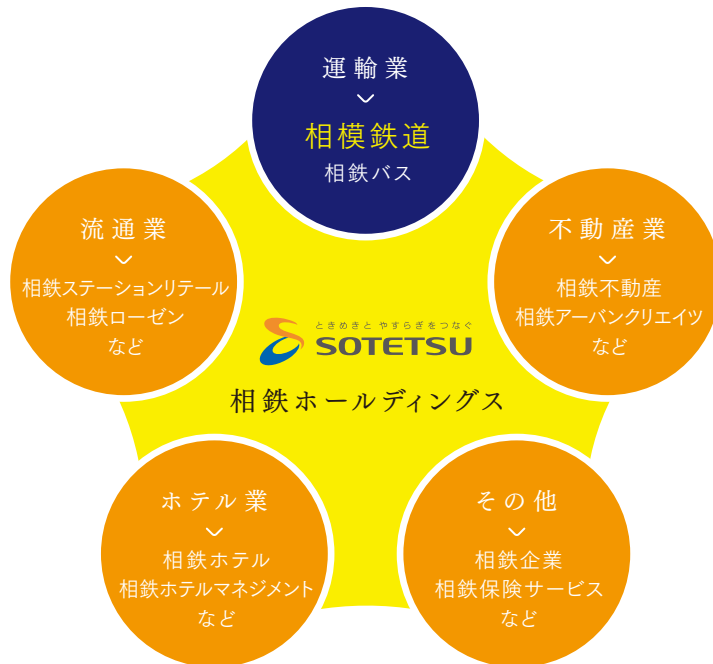 運輸業
相模鉄道
相鉄バス
流通業
相鉄ステーションリテール
相鉄ローゼン
など
不動産業
相鉄不動産
相鉄アーバンクリエイツ
など
ときめきと やすらぎをつなぐ
SOTETSU
相鉄ホールディングス
ホテル業
相鉄ホテル
相鉄ホテルマネジメント
など
その他
相鉄企業
相鉄保険サービス
など